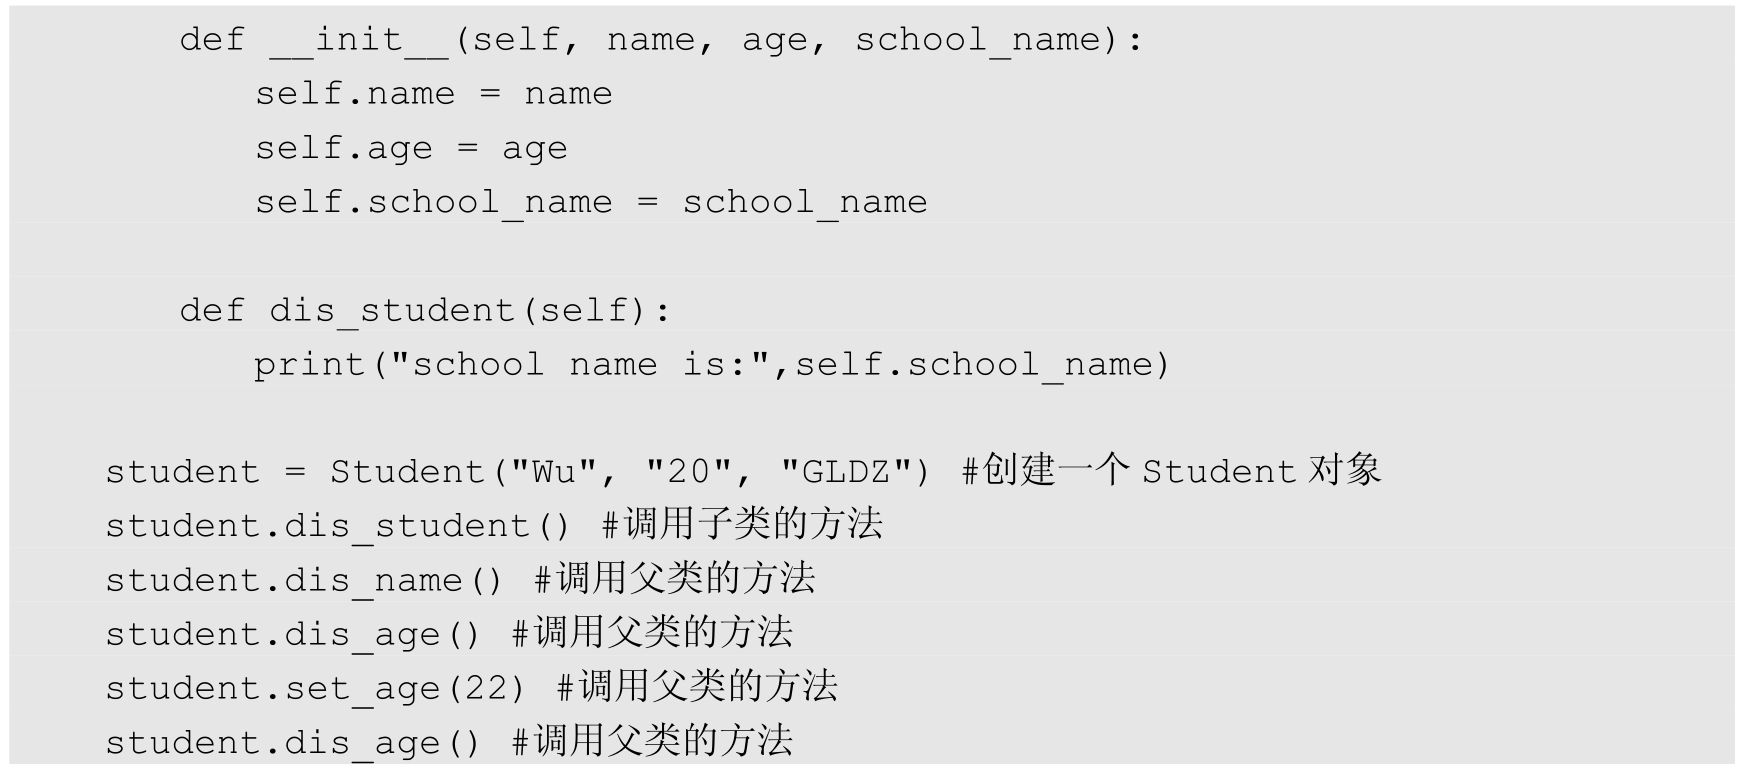 def __init__(self, name, age, school_name):
self.name = name
self.age = age
self.school_name = school_name
def dis_student(self):
print("school name is:",self.school_name)
student = Student("Wu", "20", "GLDZ") #创建一个 Student 对象
student.dis_student() #调用子类的方法
student.dis_name() #调用父类的方法
student.dis_age() #调用父类的方法
student.set_age(22) #调用父类的方法
student.dis_age() #调用父类的方法